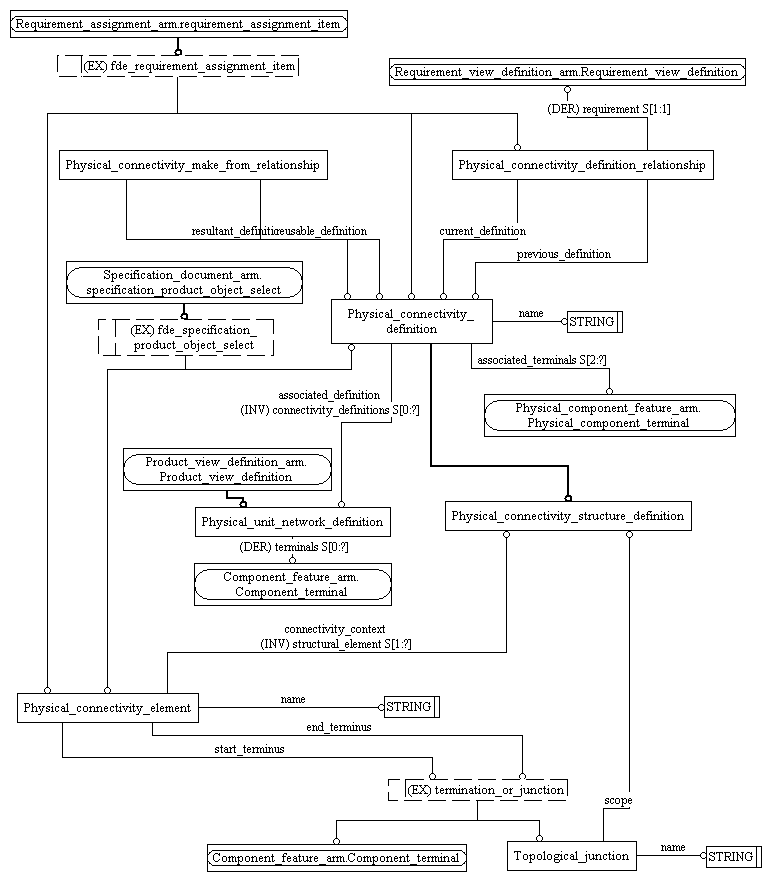 Requirement_assignment_arm.requirement_assignment_item
(EX) fde_requirement_assignment_item
Requirement_view_definition_arm.Requirement_view_definition
(DER) requirement S[1:1]
Physical_connectivity_make_from_relationship
Physical_connectivity_definition_relationship
resultant_definition
reusable_definition
current_definition
previous_definition
Specification_document_arm.
specification_product_object_select
(EX) fde_specification_
product_object_select
Physical_connectivity_
definition
name
STRING
associated_terminals S[2:?]
associated_definition
(INV) connectivity_definitions S[0:?]
Physical_component_feature_arm.
Physical_component_terminal
Product_view_definition_arm.
Product_view_definition
Physical_unit_network_definition
Physical_connectivity_structure_definition
(DER) terminals S[0:?]
Component_feature_arm.
Component_terminal
connectivity_context
(INV) structural_element S[1:?]
Physical_connectivity_element
name
STRING
end_terminus
start_terminus
(EX) termination_or_junction
scope
Component_feature_arm.Component_terminal
Topological_junction
name
STRING